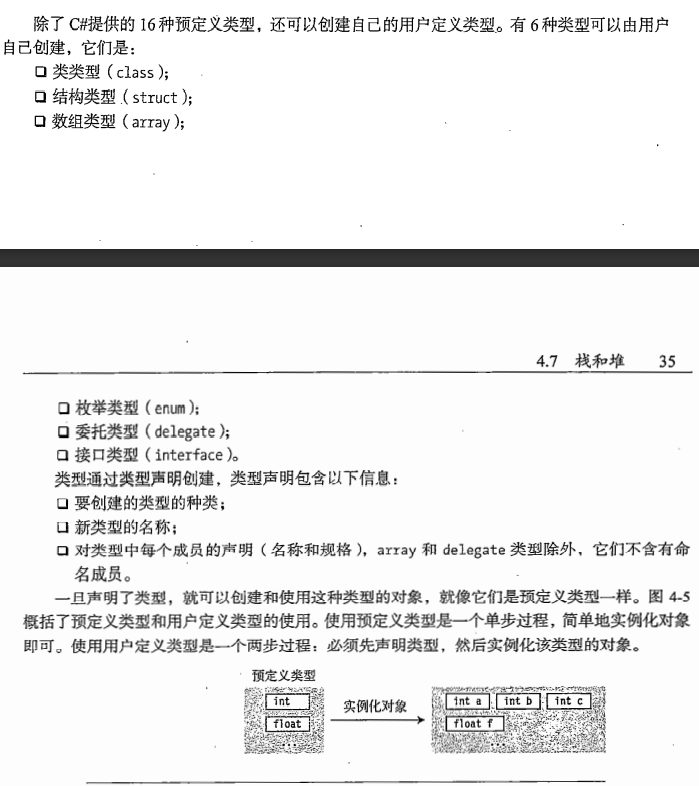 除了 C#提供的 16 种预定义类型，还可以创建自己的用户定义类型。有 6 种类型可以由用户
自己创建，它们是：
❑ 类类型（class）；
❑ 结构类型（struct）；
❑ 数组类型（array）；
4.7 栈和堆 35
❑ 枚举类型（enum）；
❑ 委托类型（delegate）；
❑ 接口类型（interface）。
类型通过类型声明创建，类型声明包含以下信息：
❑ 要创建的类型的种类；
❑ 新类型的名称；
❑ 对类型中每个成员的声明（名称和规格），array 和 delegate 类型除外，它们不含有命
名成员。
一旦声明了类型，就可以创建和使用这种类型的对象，就像它们是预定义类型一样。图 4-5
概括了预定义类型和用户定义类型的使用。使用预定义类型是一个单步过程，简单地实例化对象
即可。使用用户定义类型是一个两步过程：必须先声明类型，然后实例化该类型的对象。
预定义类型
int
float
...
实例化对象
int a int b int c
float f
...